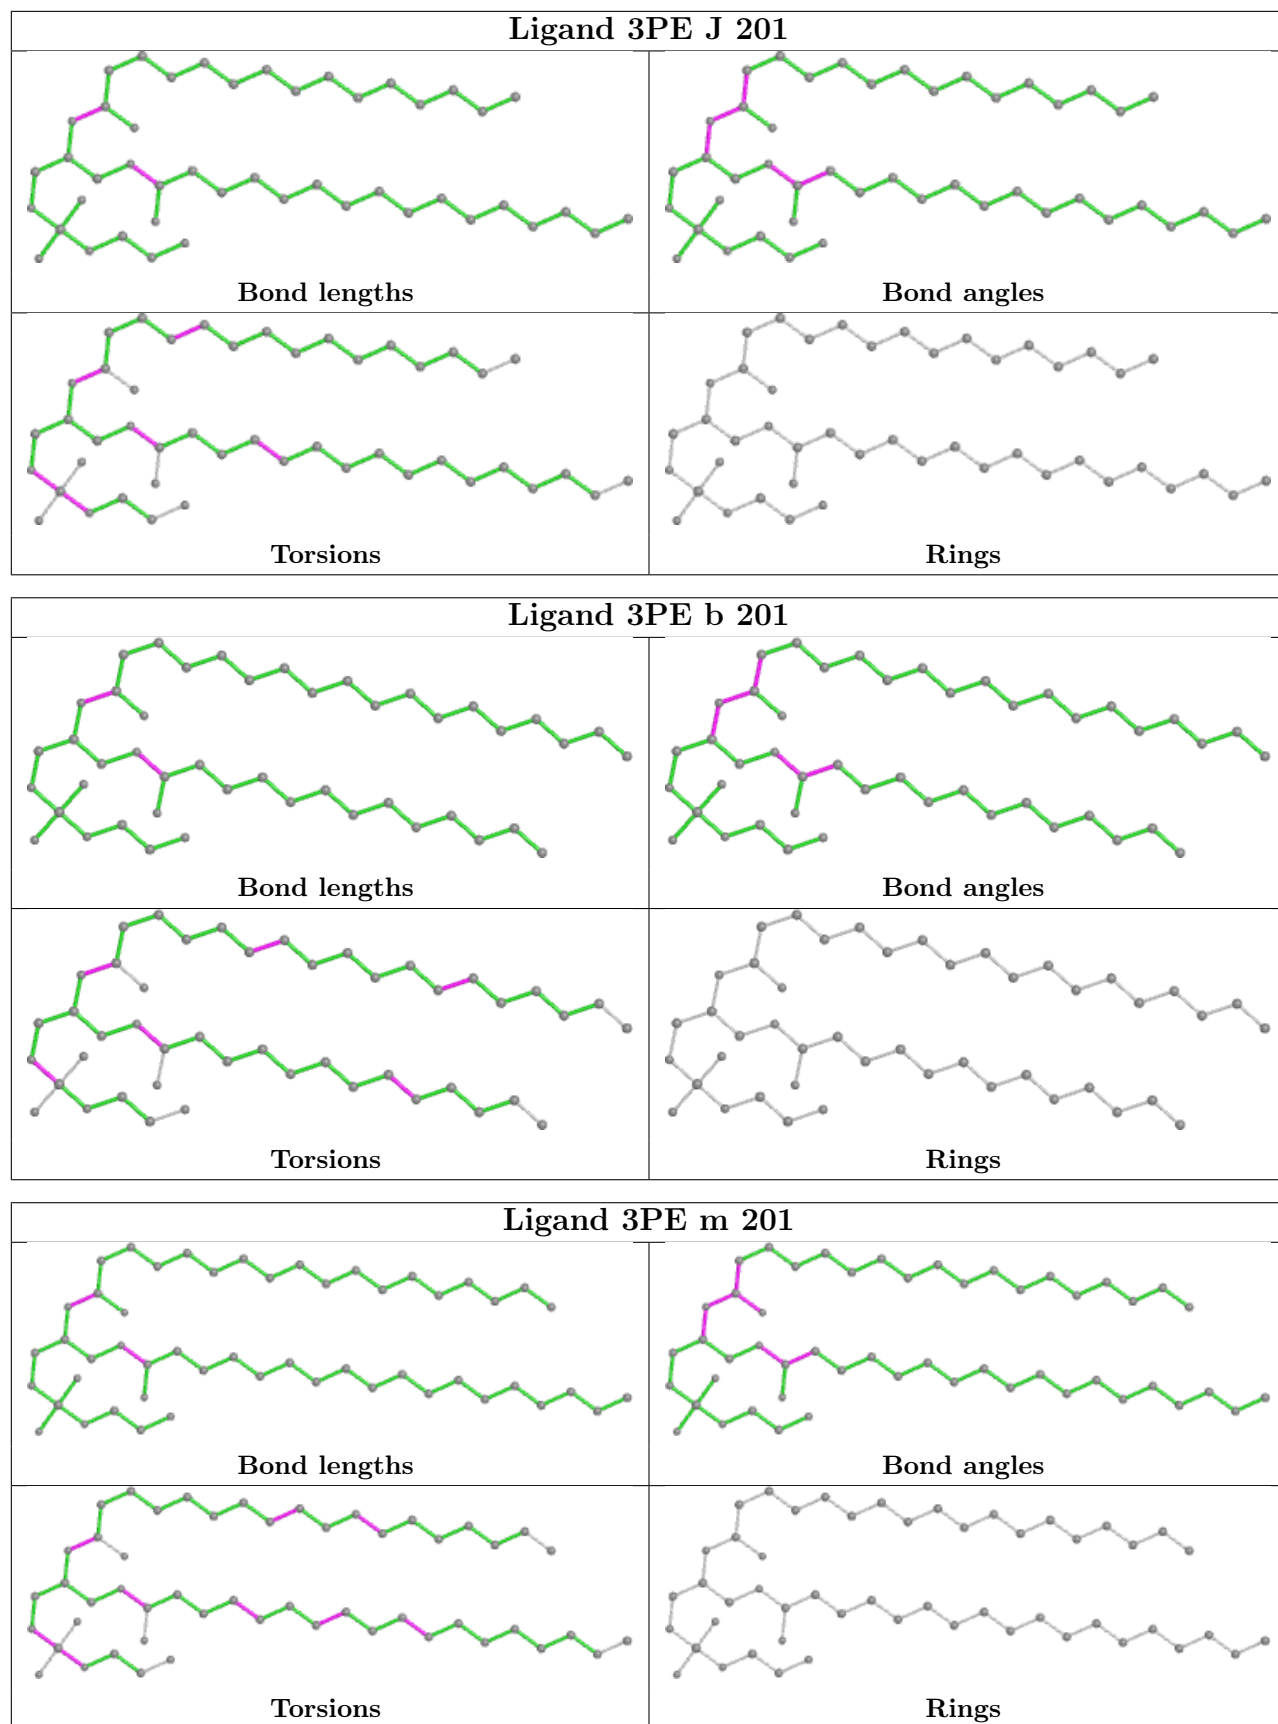 Ligand 3PE J 201
Bond lengths
Bond angles
Torsions
Rings
Ligand 3PE b 201
Bond lengths
Bond angles
Torsions
Rings
Ligand 3PE m 201
Bond lengths
Bond angles
Torsions
Rings